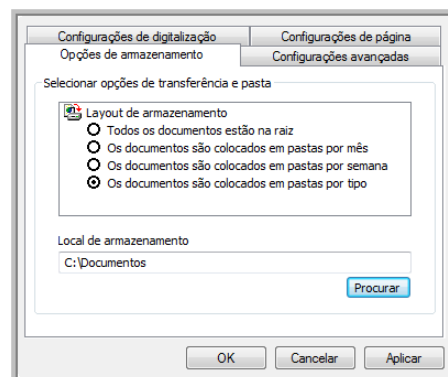 Configurações de digitalização
Configurações de página
Opções de armazenamento
Configurações avançadas
Selecionar opções de transferência e pasta
Layout de armazenamento
Todos os documentos estão na raiz
Os documentos são colocados em pastas por mês
Os documentos são colocados em pastas por semana
Os documentos são colocados em pastas por tipo
Local de armazenamento
C:\Documentos
Procurar
OK
Cancelar
Aplicar